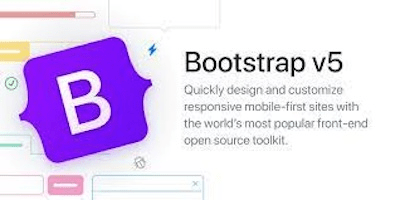 B
Bootstrap v5
Quickly design and customize
responsive mobile-first sites with
the world's most popular front-end
open source toolkit.